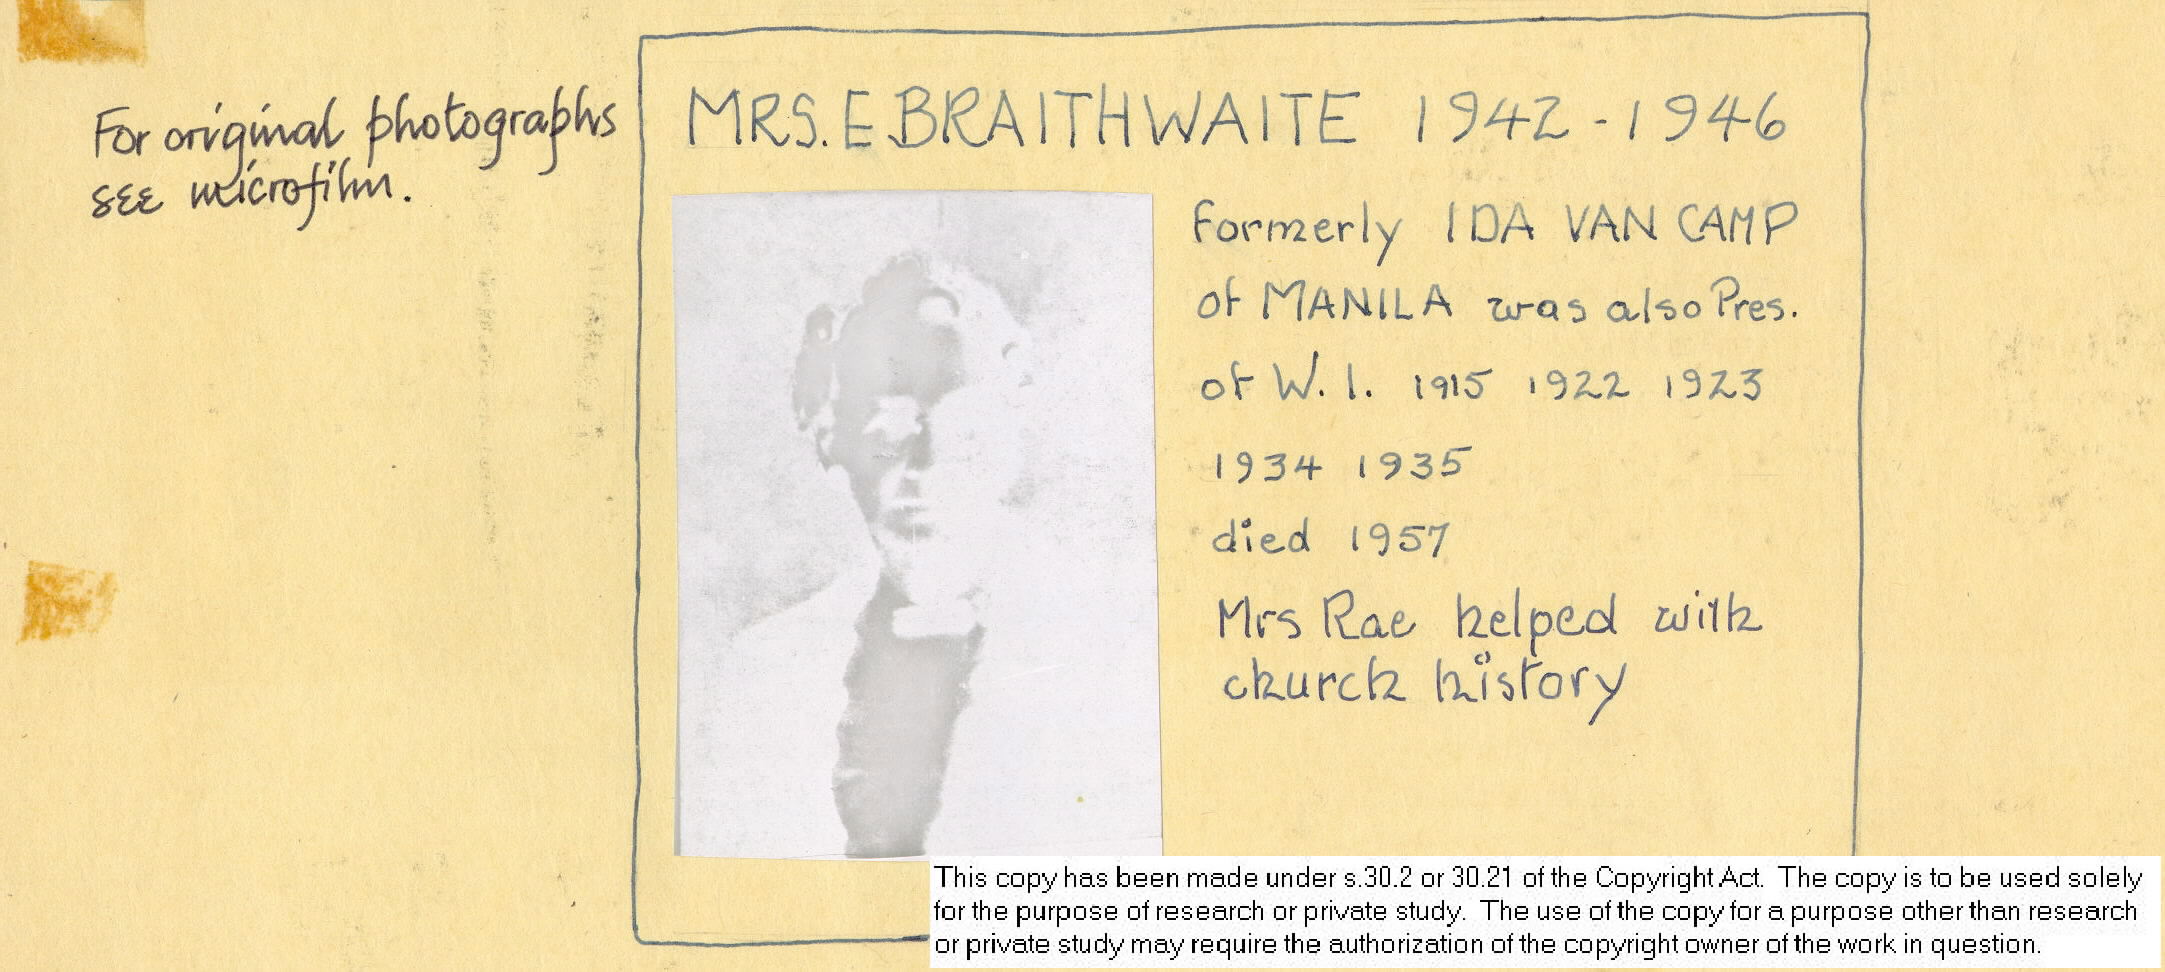 For original photographs
see microfilm.
MRS. E. BRAITHWAITE 1942 - 1946
Formerly IDA VAN CAMP
of MANILA was also Pres.
of W. I. 1915 1922 1923
1934 1935
died 1957
Mrs Rae helped with
church history
This copy has been made under s.30.2 or 30.21 of the Copyright Act. The copy is to be used solely
for the purpose of research or private study. The use of the copy for a purpose other than research
or private study may require the authorization of the copyright owner of the work in question.